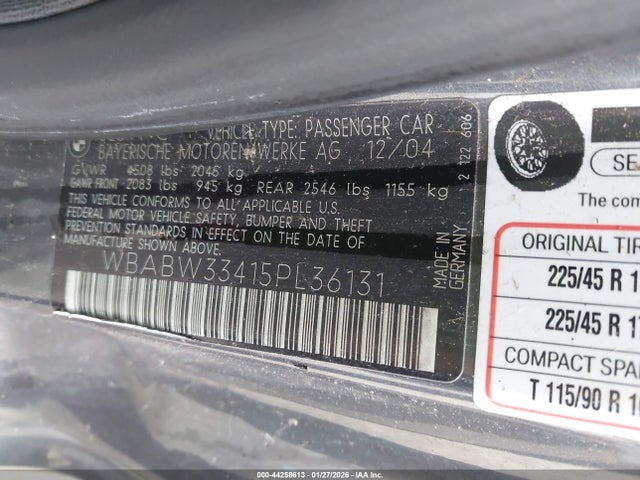 VEHICLE TYPE: PASSENGER CAR
BAYERISCHE MOTOREN WERKE AG 12/04
GVWR 4508 lbs 2045 kg
GAWR FRONT 2083 lbs 945 kg REAR 2546 lbs 1155 kg
THIS VEHICLE CONFORMS TO ALL APPLICABLE U.S.
FEDERAL MOTOR VEHICLE SAFETY, BUMPER AND THEFT
PREVENTION STANDARDS IN EFFECT ON THE DATE OF
MANUFACTURE SHOWN ABOVE.
WBABW33415PL36131
MADE IN
GERMANY
2 122 606
The com
ORIGINAL TIR
225/45 R 1
225/45 R 17
COMPACT SPA
T 115/90 R 1
000-44258613 - 01/27/2026 - IAAI.COM